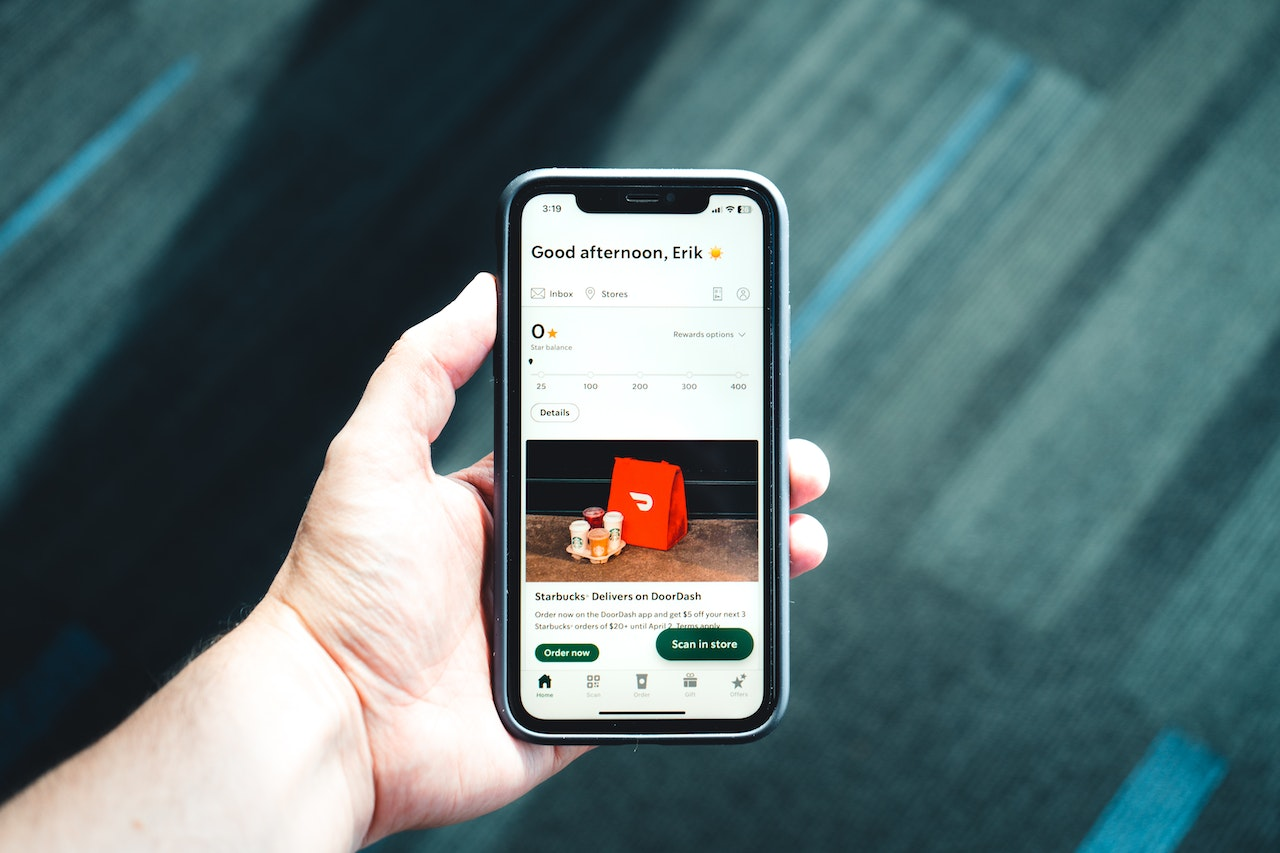 3:19
28
Good afternoon, Erik
Inbox
Stores
0
Rewards options
Star balance
25 100 200 300 400
Details
Starbucks® Delivers on DoorDash
Order now on the DoorDash app and get $5 off your next 3
Starbucks® orders of $20+ until April 2. Terms apply.
Scan in store
Order now
Home Scan Order Gift Offers